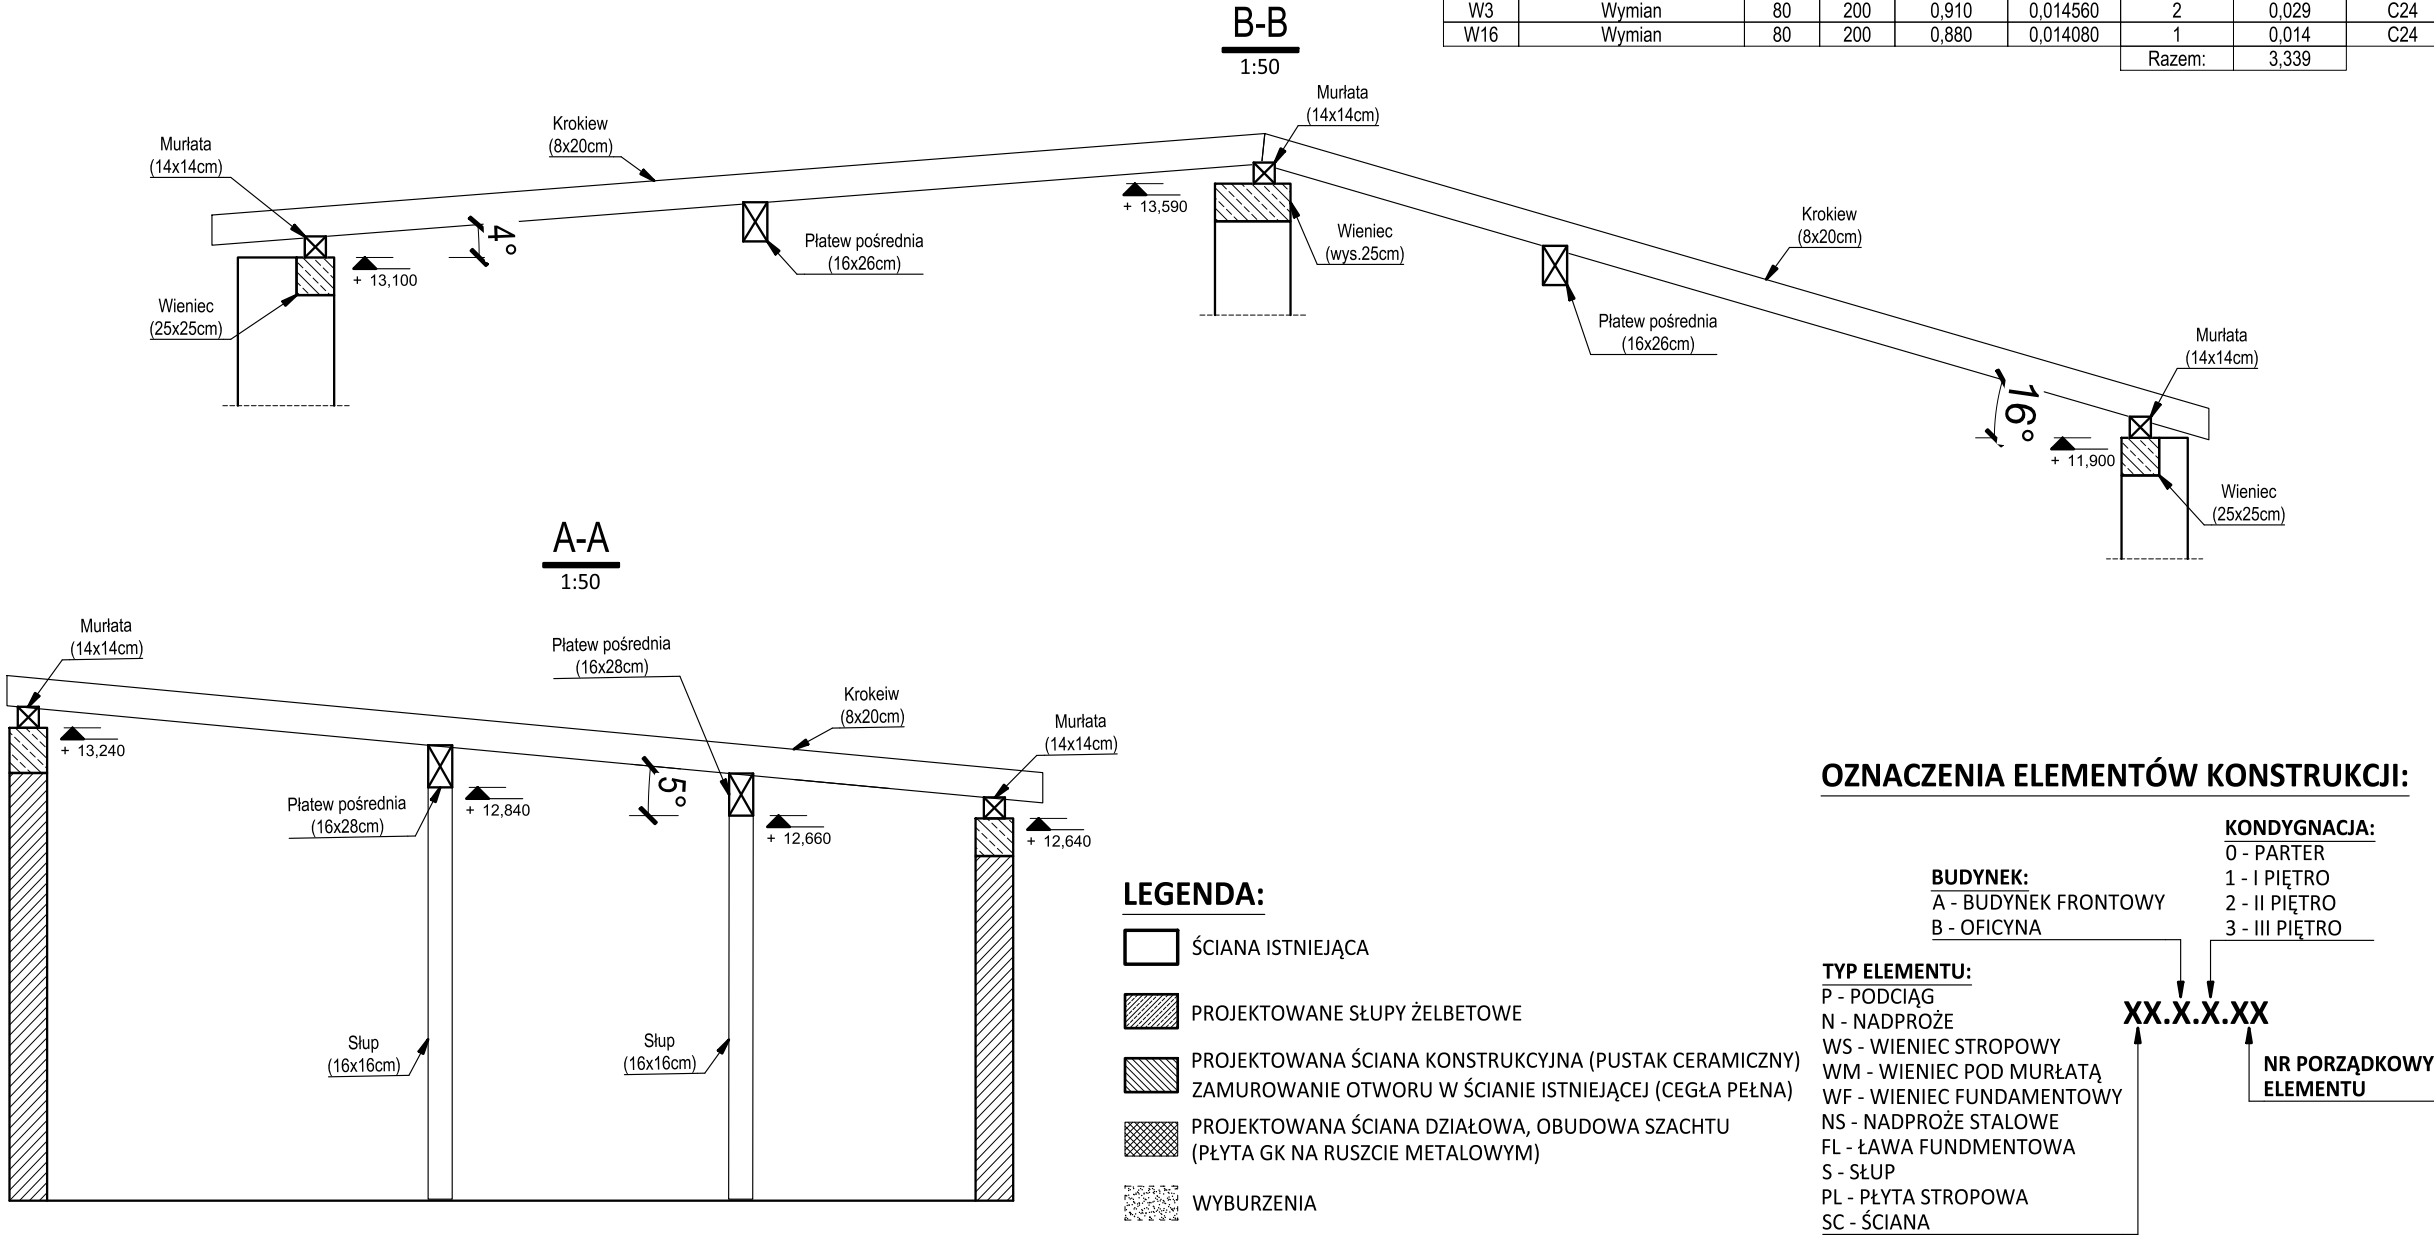 W3 Wymian 80 200 0,910 0,014560 2 0,029 C24
W16 Wymian 80 200 0,880 0,014080 1 0,014 C24
Razem: 3,339
B-B
1:50
Murłata
(14x14cm)
Krokiew
(8x20cm)
Murłata
(14x14cm)
+ 13,590
4°
Płatew pośrednia
(16x26cm)
Wieniec
(wys.25cm)
Krokiew
(8x20cm)
+ 13,100
Wieniec
(25x25cm)
Płatew pośrednia
(16x26cm)
Murłata
(14x14cm)
16°
+ 11,900
Wieniec
(25x25cm)
A-A
1:50
Murłata
(14x14cm)
Płatew pośrednia
(16x28cm)
Krokeiw
(8x20cm)
Murłata
(14x14cm)
+ 13,240
5°
Płatew pośrednia
(16x28cm)
+ 12,840
+ 12,660
+ 12,640
Słup
(16x16cm)
Słup
(16x16cm)
LEGENDA:
ŚCIANA ISTNIEJĄCA
PROJEKTOWANE SŁUPY ŻELBETOWE
PROJEKTOWANA ŚCIANA KONSTRUKCYJNA (PUSTAK CERAMICZNY)
ZAMUROWANIE OTWORU W ŚCIANIE ISTNIEJĄCEJ (CEGŁA PEŁNA)
PROJEKTOWANA ŚCIANA DZIAŁOWA, OBUDOWA SZACHTU
(PŁYTA GK NA RUSZCIE METALOWYM)
WYBURZENIA
OZNACZENIA ELEMENTÓW KONSTRUKCJI:
KONDYGNACJA:
0 - PARTER
1 - I PIĘTRO
2 - II PIĘTRO
3 - III PIĘTRO
BUDYNEK:
A - BUDYNEK FRONTOWY
B - OFICYNA
TYP ELEMENTU:
P - PODCIĄG
N - NADPROŻE
WS - WIENIEC STROPOWY
WM - WIENIEC POD MURŁATĄ
WF - WIENIEC FUNDAMENTOWY
NS - NADPROŻE STALOWE
FL - ŁAWA FUNDMENTOWA
S - SŁUP
PL - PŁYTA STROPOWA
SC - ŚCIANA
XX.X.X.XX
NR PORZĄDKOWY
ELEMENTU